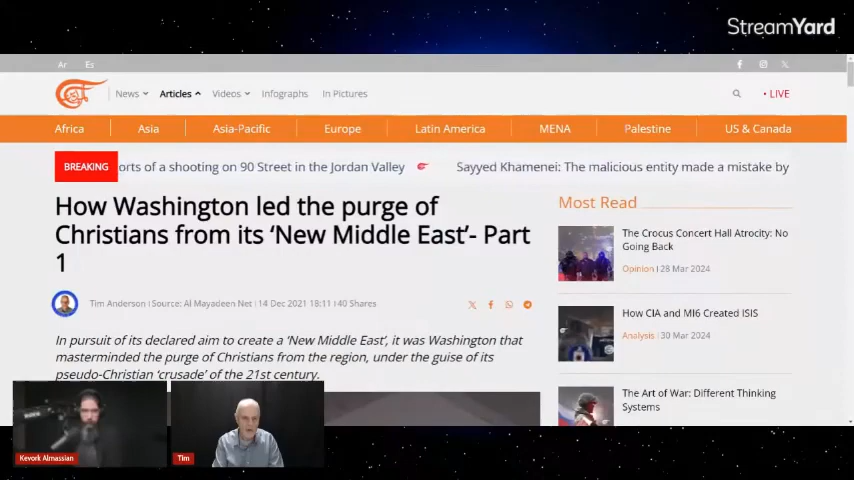 StreamYard
Ar Es
News Articles Videos Infographs In Pictures
LIVE
Africa Asia Asia-Pacific Europe Latin America MENA Palestine US & Canada
BREAKING orts of a shooting on 90 Street in the Jordan Valley Sayyed Khamenei: The malicious entity made a mistake by
How Washington led the purge of
Christians from its ‘New Middle East’- Part
1
Tim Anderson Source: Al Mayadeen Net 14 Dec 2021 18:11 40 Shares
In pursuit of its declared aim to create a ‘New Middle East’, it was Washington that
masterminded the purge of Christians from the region, under the guise of its
pseudo-Christian ‘crusade’ of the 21st century.
Most Read
The Crocus Concert Hall Atrocity: No
Going Back
Opinion | 28 Mar 2024
How CIA and MI6 Created ISIS
Analysis | 30 Mar 2024
The Art of War: Different Thinking
Systems
Kevork Almassian
Tim